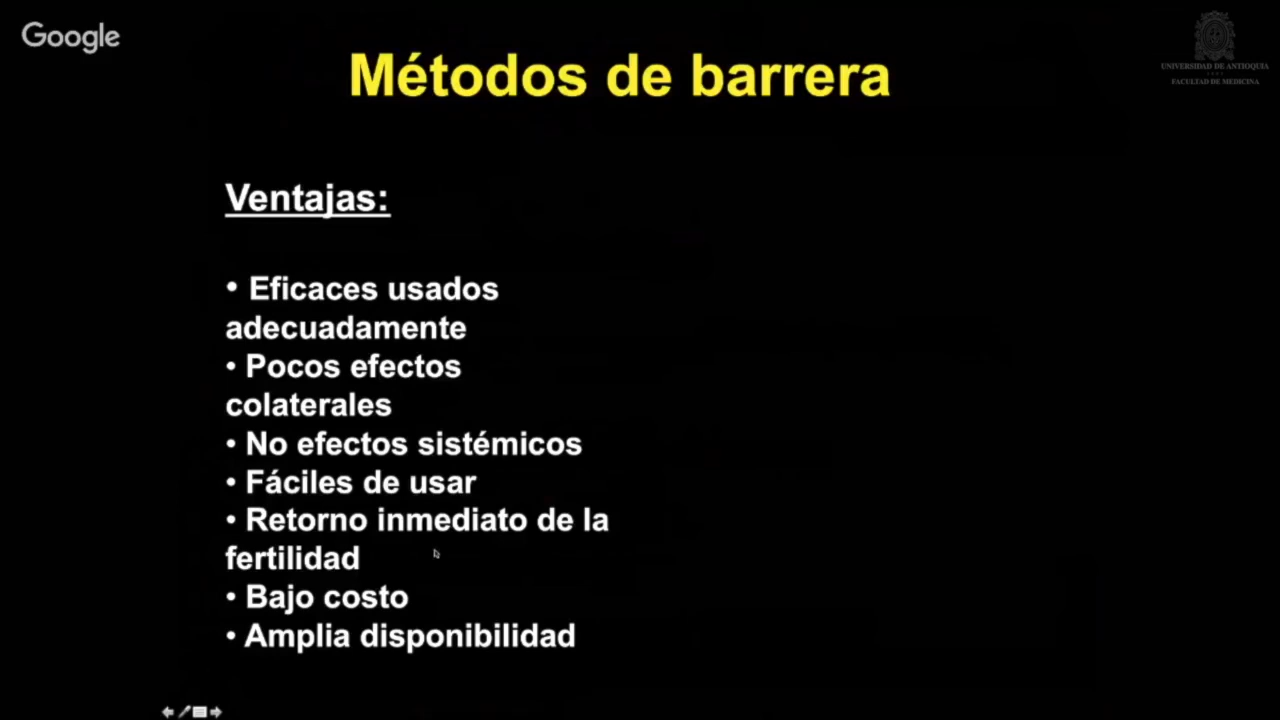 Google
UNIVERSIDAD DE ANTIOQUIA
FACULTAD DE MEDICINA
Métodos de barrera
Ventajas:
• Eficaces usados
adecuadamente
• Pocos efectos
colaterales
• No efectos sistémicos
• Fáciles de usar
• Retorno inmediato de la
fertilidad
• Bajo costo
• Amplia disponibilidad